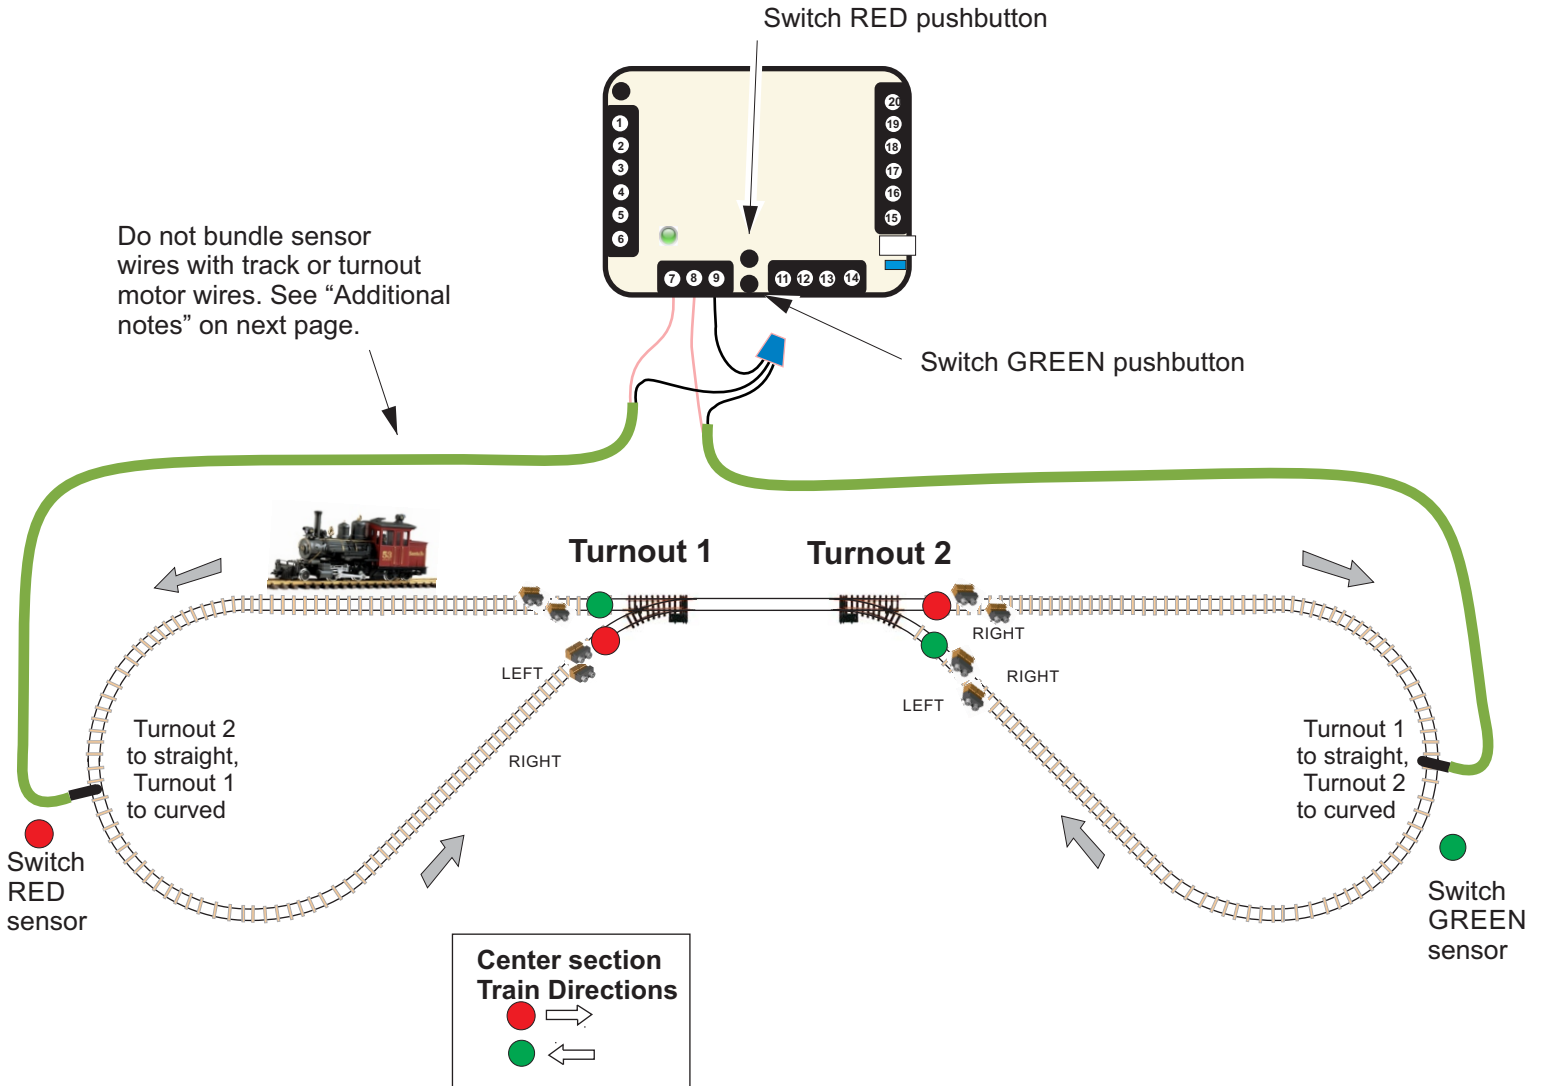 Switch RED pushbutton
20
1
19
2
18
3
17
4
16
5
15
6
7 8 9
11 12 13 14
Do not bundle sensor
wires with track or turnout
motor wires. See “Additional
notes” on next page.
Switch GREEN pushbutton
Turnout 1
Turnout 2
RIGHT
LEFT
RIGHT
LEFT
RIGHT
Turnout 2
to straight,
Turnout 1
to curved
Turnout 1
to straight,
Turnout 2
to curved
Switch
RED
sensor
Switch
GREEN
sensor
Center section
Train Directions